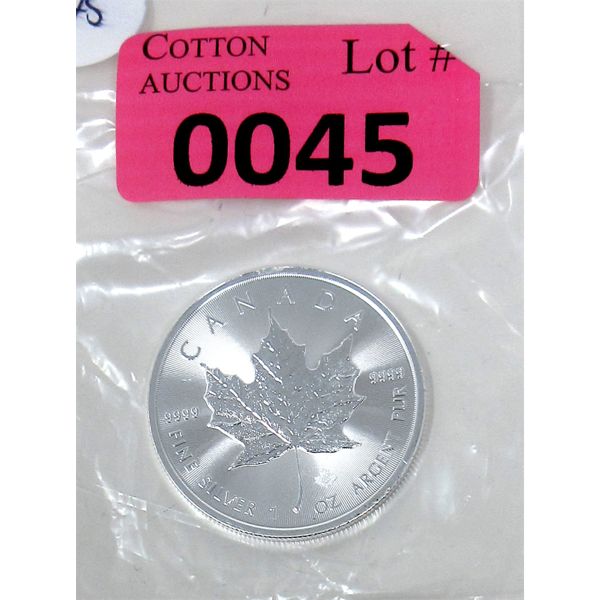 COTTON
AUCTIONS
Lot #
0045
CANADA
9999
9999
FINE SILVER 1 OZ ARGENT PUR